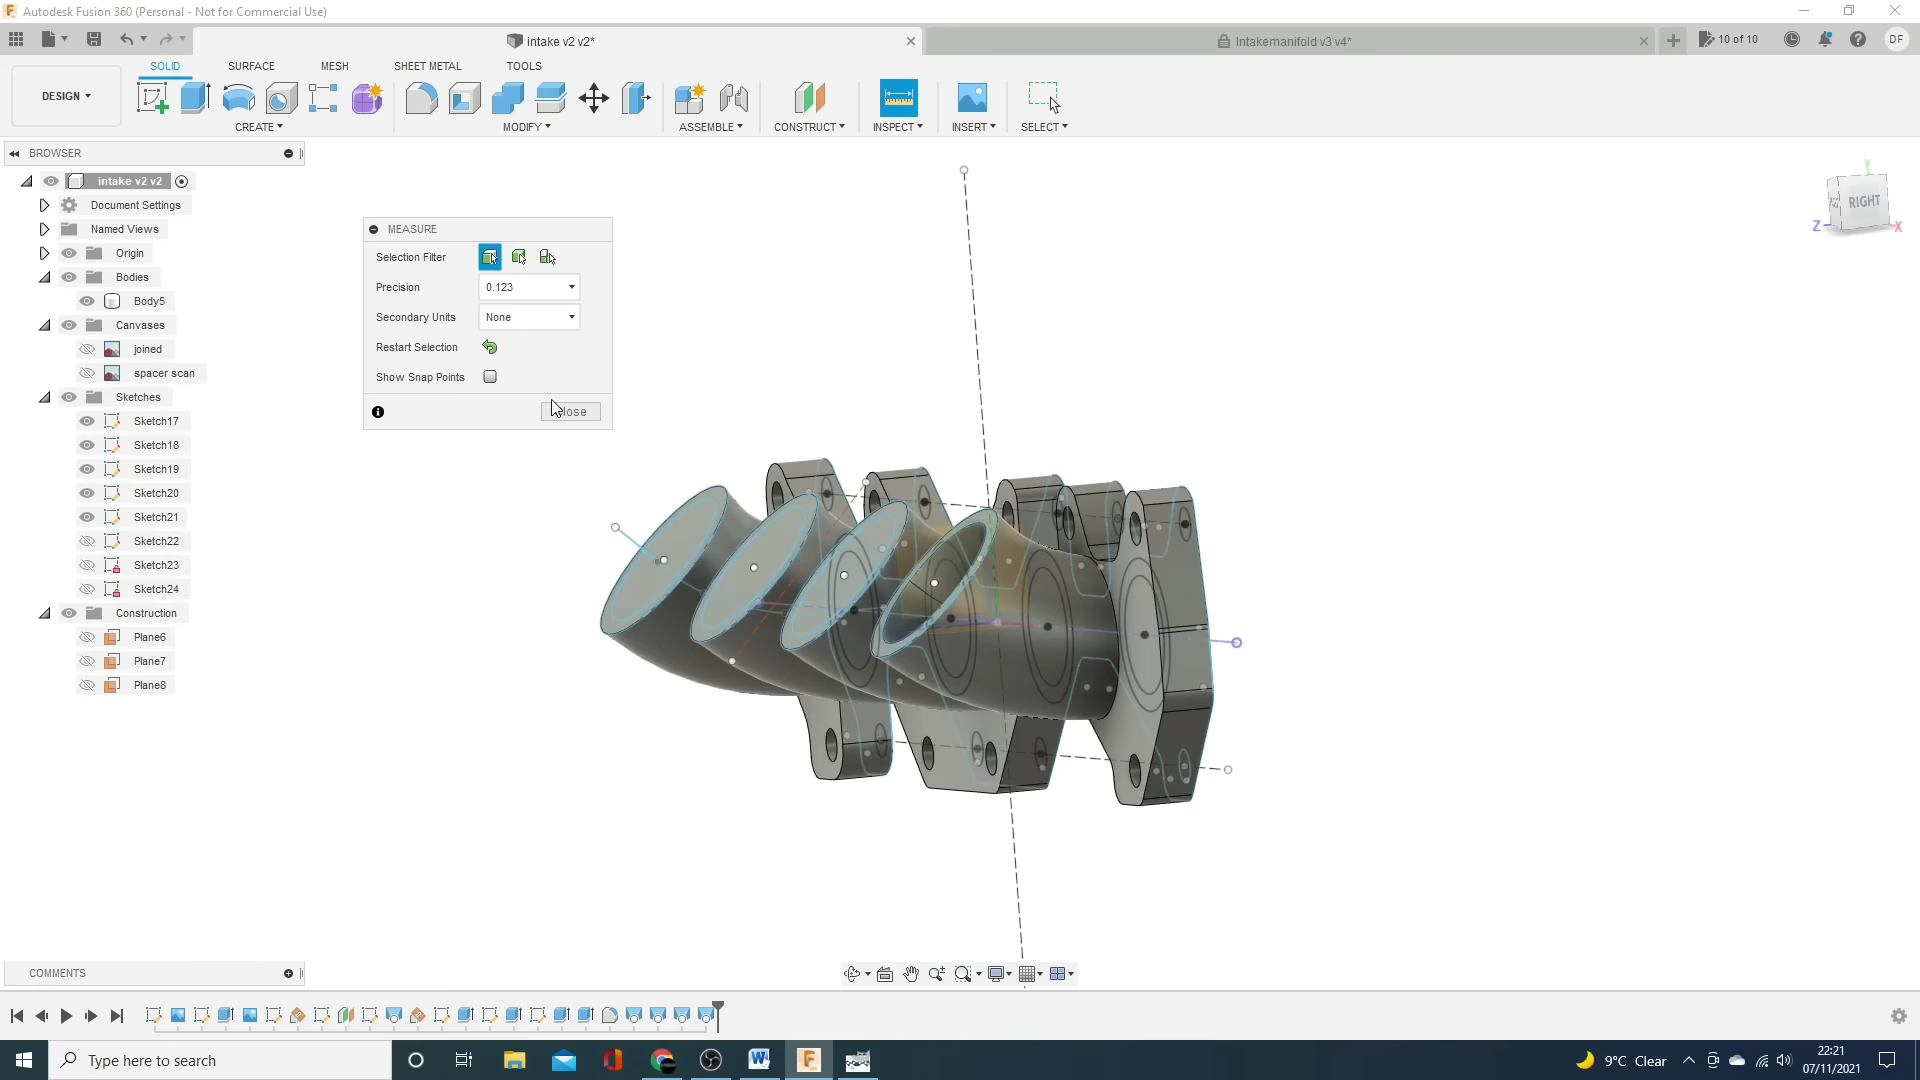 Autodesk Fusion 360 (Personal - Not for Commercial Use)
intake v2 v2*
Intakemanifold v3 v4*
10 of 10
DF
DESIGN
SOLID
SURFACE
MESH
SHEET METAL
TOOLS
CREATE
MODIFY
ASSEMBLE
CONSTRUCT
INSPECT
INSERT
SELECT
BROWSER
intake v2 v2
Document Settings
Named Views
Origin
Bodies
Body5
Canvases
joined
spacer scan
Sketches
Sketch17
Sketch18
Sketch19
Sketch20
Sketch21
Sketch22
Sketch23
Sketch24
Construction
Plane6
Plane7
Plane8
MEASURE
Selection Filter
Precision
0.123
Secondary Units
None
Restart Selection
Show Snap Points
Close
Y
RIGHT
Z
X
COMMENTS
Type here to search
9°C Clear
22:21
07/11/2021